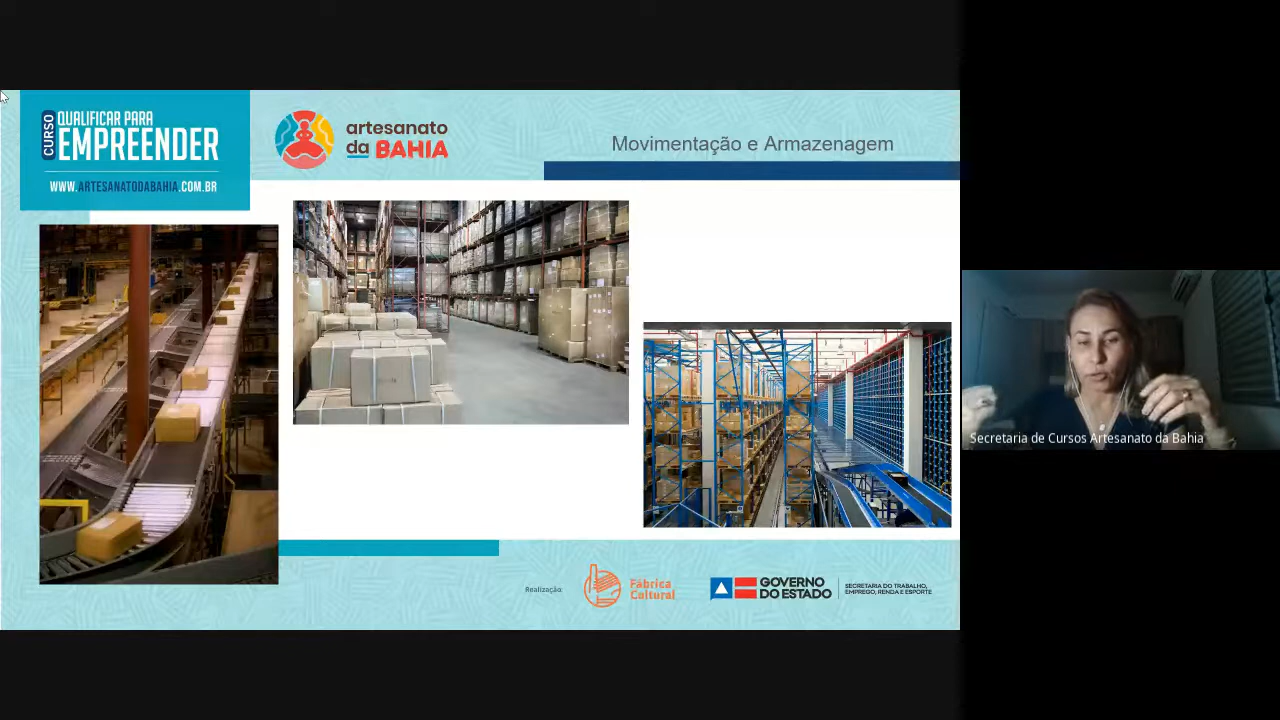 CURSO
QUALIFICAR PARA
EMPREENDER
WWW.ARTESANATODABAHIA.COM.BR
artesanato
da BAHIA
Movimentação e Armazenagem
Secretaria de Cursos Artesanato da Bahia
Realização:
Fábrica
Cultural
GOVERNO
DO ESTADO
SECRETARIA DO TRABALHO,
EMPREGO, RENDA E ESPORTE